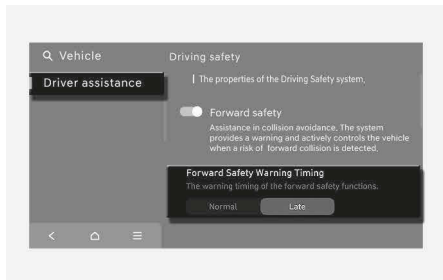 Vehicle
Driving safety
Driver assistance
The properties of the Driving Safety system.
Forward safety
Assistance in collision avoidance. The system
provides a warning and actively controls the vehicle
when a risk of forward collision is detected.
Forward Safety Warning Timing
The warning timing of the forward safety functions.
Normal
Late